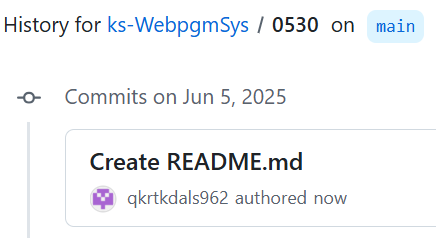 History for ks-WebpgmSys / 0530 on main
Commits on Jun 5, 2025
Create README.md
qkrtkdals962 authored now